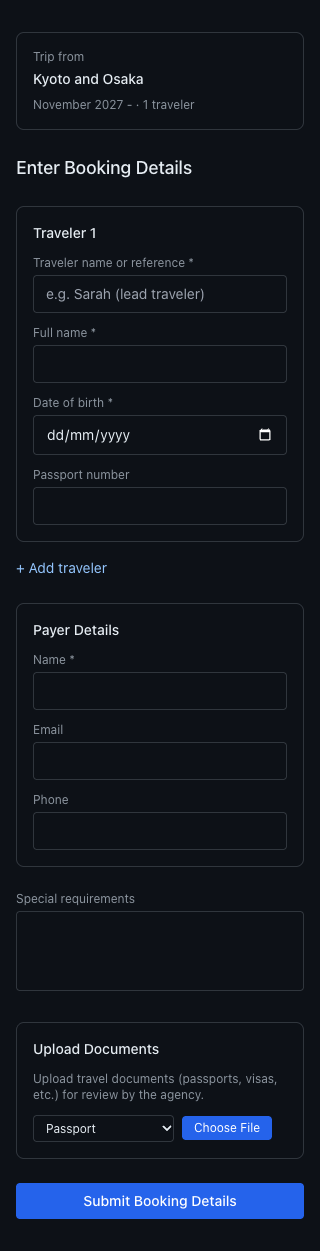 Trip from
Kyoto and Osaka
November 2027 - · 1 traveler
Enter Booking Details
Traveler 1
Traveler name or reference *
e.g. Sarah (lead traveler)
Full name *
Date of birth *
dd/mm/yyyy
Passport number
+ Add traveler
Payer Details
Name *
Email
Phone
Special requirements
Upload Documents
Upload travel documents (passports, visas,
etc.) for review by the agency.
Passport
Choose File
Submit Booking Details